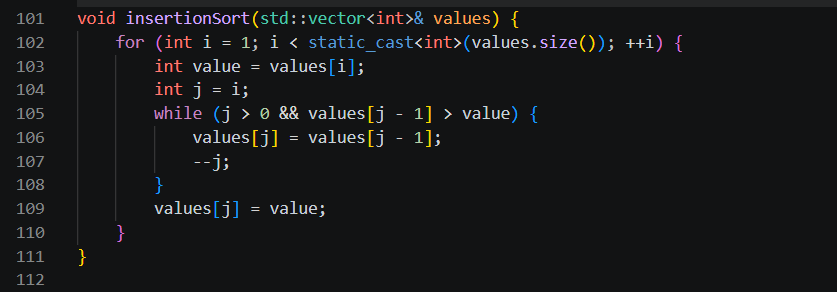 101 void insertionSort(std::vector<int>& values) {
102     for (int i = 1; i < static_cast<int>(values.size()); ++i) {
103         int value = values[i];
104         int j = i;
105         while (j > 0 && values[j - 1] > value) {
106             values[j] = values[j - 1];
107             --j;
108         }
109         values[j] = value;
110     }
111 }
112